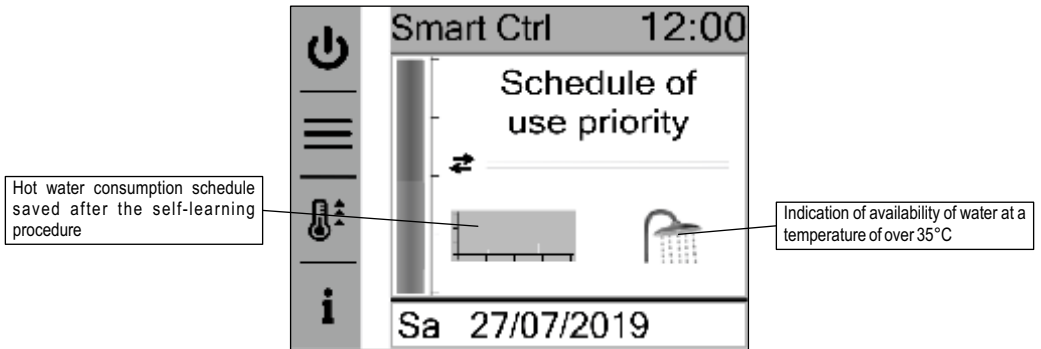 Smart Ctrl 12:00
Schedule of
use priority
Hot water consumption schedule
saved after the self-learning
procedure
Indication of availability of water at a
temperature of over 35°C
i
Sa 27/07/2019